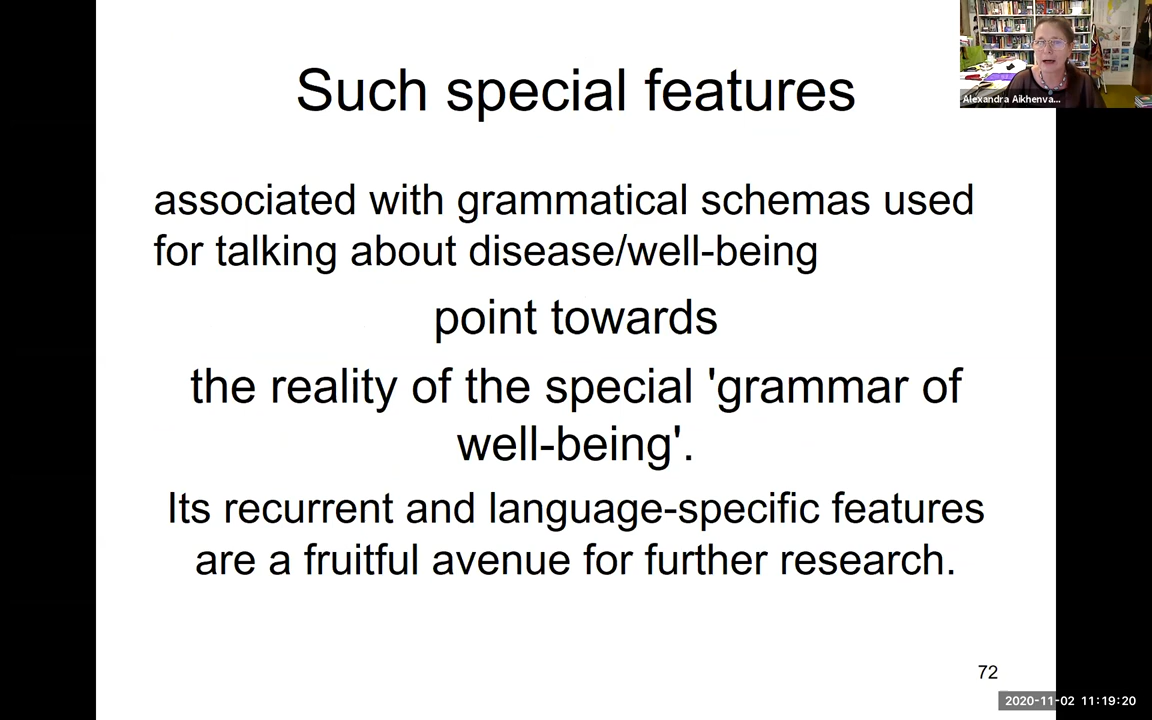 Such special features
associated with grammatical schemas used
for talking about disease/well-being
point towards
the reality of the special 'grammar of
well-being'.
Its recurrent and language-specific features
are a fruitful avenue for further research.
72
Alexandra Aikhenva...
2020-11-02 11:19:20